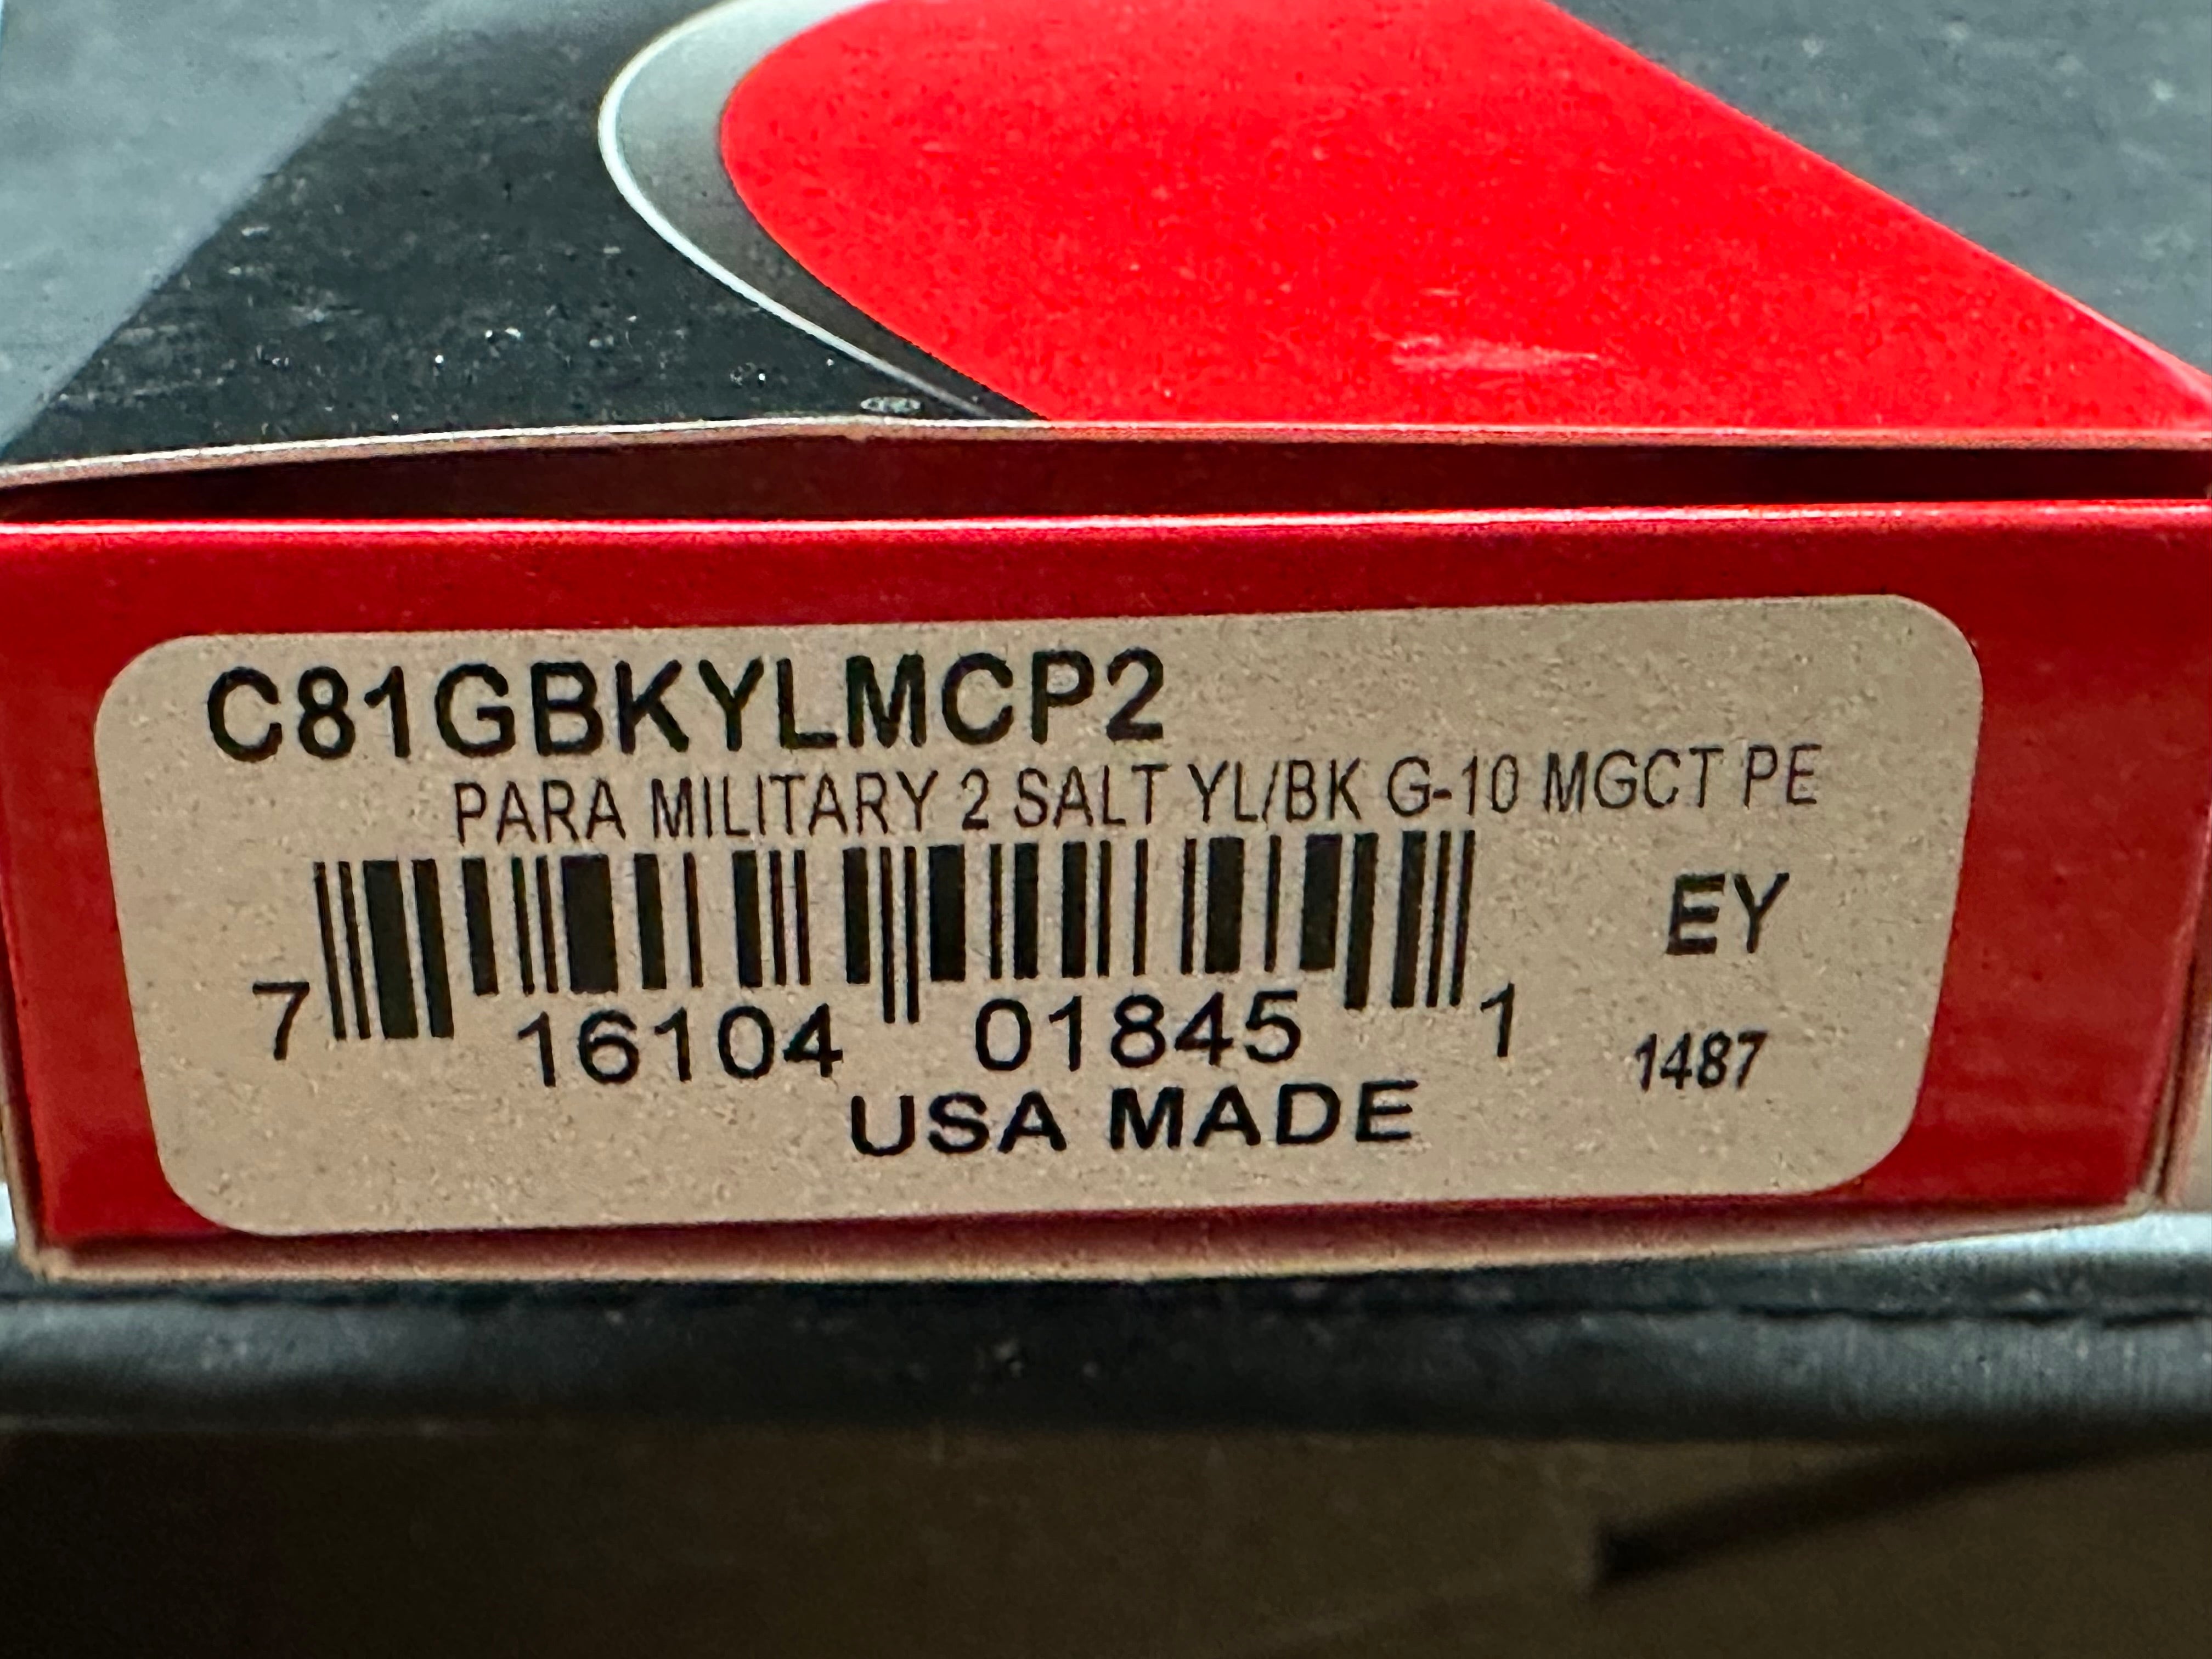 C81GBKYLMCP2
PARA MILITARY 2 SALT YL/BK G-10 MGCT PE
EY
7 16104 01845 1
1487
USA MADE